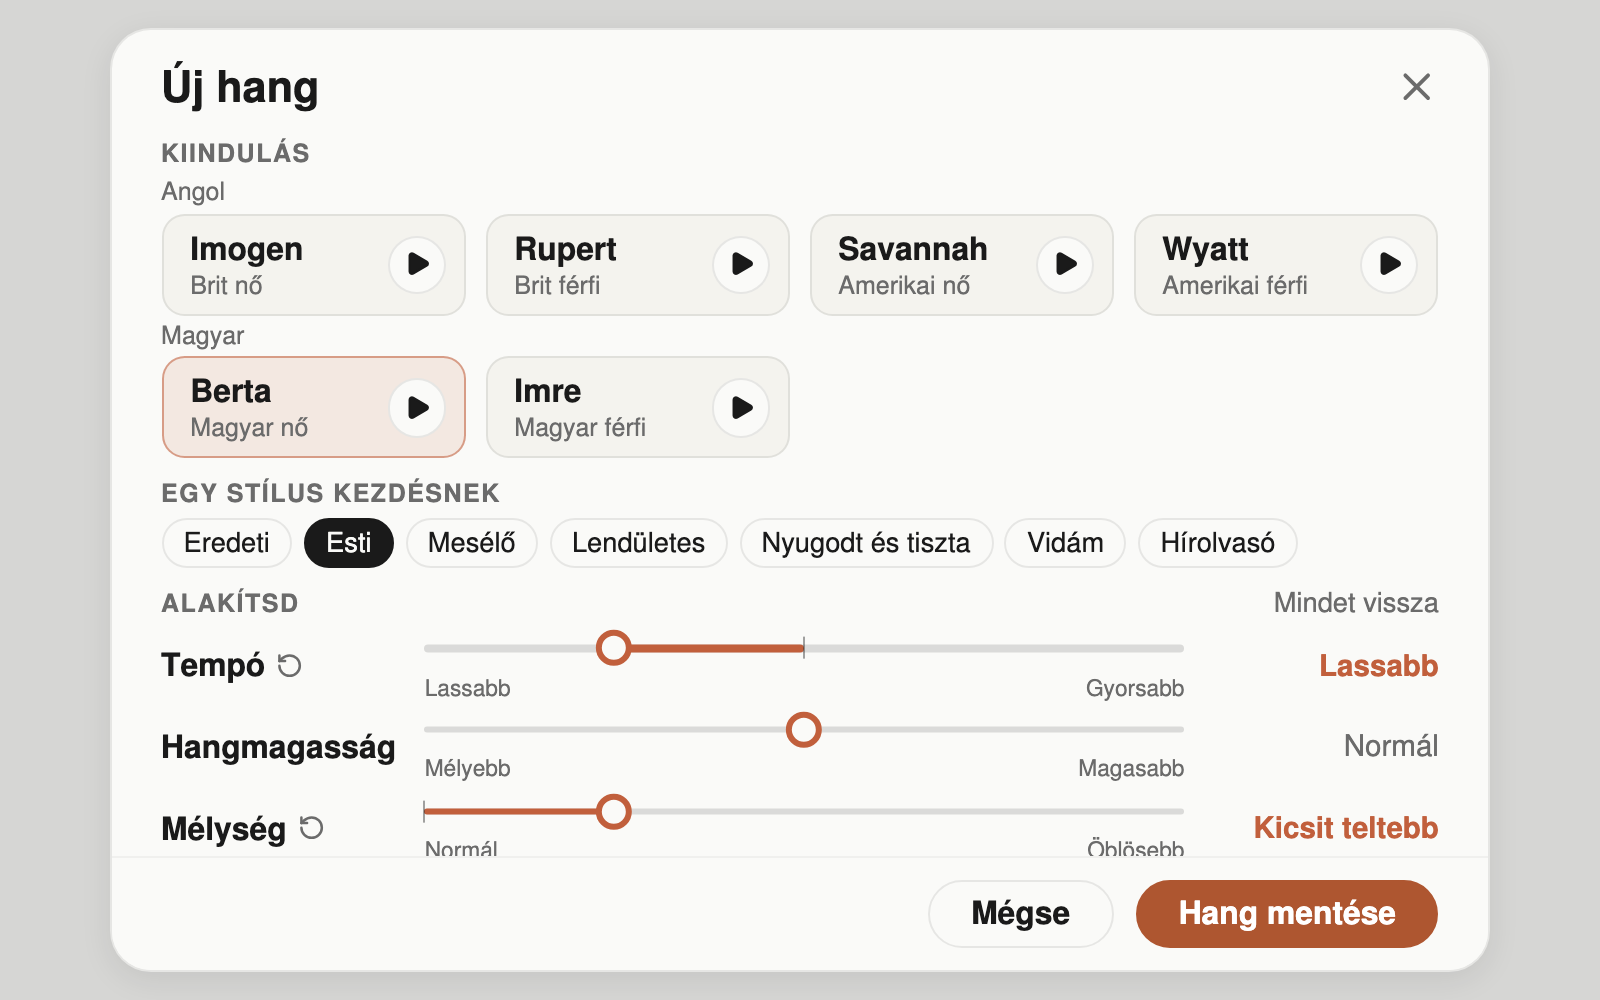 Új hang
KIINDULÁS
Angol
Imogen
Brit nő
Rupert
Brit férfi
Savannah
Amerikai nő
Wyatt
Amerikai férfi
Magyar
Berta
Magyar nő
Imre
Magyar férfi
EGY STÍLUS KEZDÉSNEK
Eredeti
Esti
Mesélő
Lendületes
Nyugodt és tiszta
Vidám
Hírolvasó
ALAKÍTSD
Mindet vissza
Tempó
Lassabb
Gyorsabb
Lassabb
Hangmagasság
Mélyebb
Magasabb
Normál
Mélység
Normál
Öblösebb
Kicsit teltebb
Mégse
Hang mentése